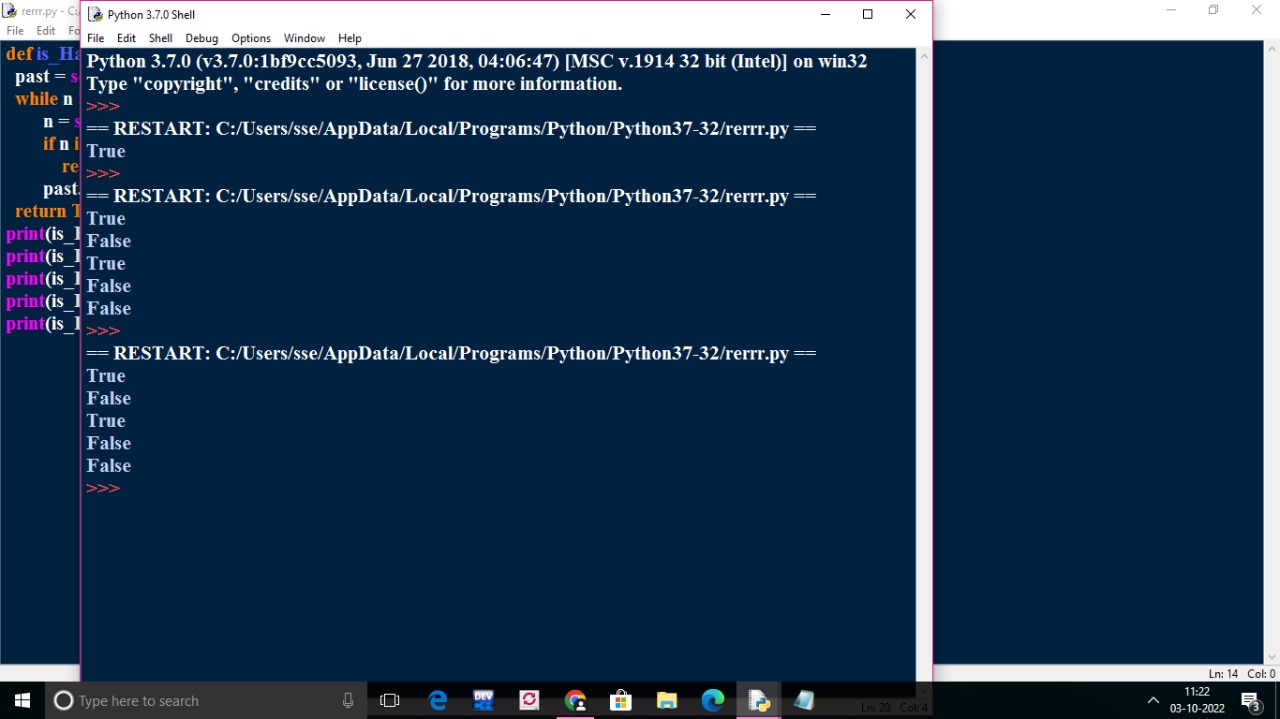 rerrr.py - C:
File Edit Fo
def is_Ha
past = s
while n
n = s
if n i
re
past.
return T
print(is_H
print(is_H
print(is_H
print(is_H
print(is_H
Python 3.7.0 Shell
File Edit Shell Debug Options Window Help
Python 3.7.0 (v3.7.0:1bf9cc5093, Jun 27 2018, 04:06:47) [MSC v.1914 32 bit (Intel)] on win32
Type "copyright", "credits" or "license()" for more information.
>>>
== RESTART: C:/Users/sse/AppData/Local/Programs/Python/Python37-32/rerrr.py ==
True
>>>
== RESTART: C:/Users/sse/AppData/Local/Programs/Python/Python37-32/rerrr.py ==
True
False
True
False
False
>>>
== RESTART: C:/Users/sse/AppData/Local/Programs/Python/Python37-32/rerrr.py ==
True
False
True
False
False
>>>
Ln: 14 Col: 0
Ln: 20 Col: 4
Type here to search
DEV
11:22
03-10-2022
3